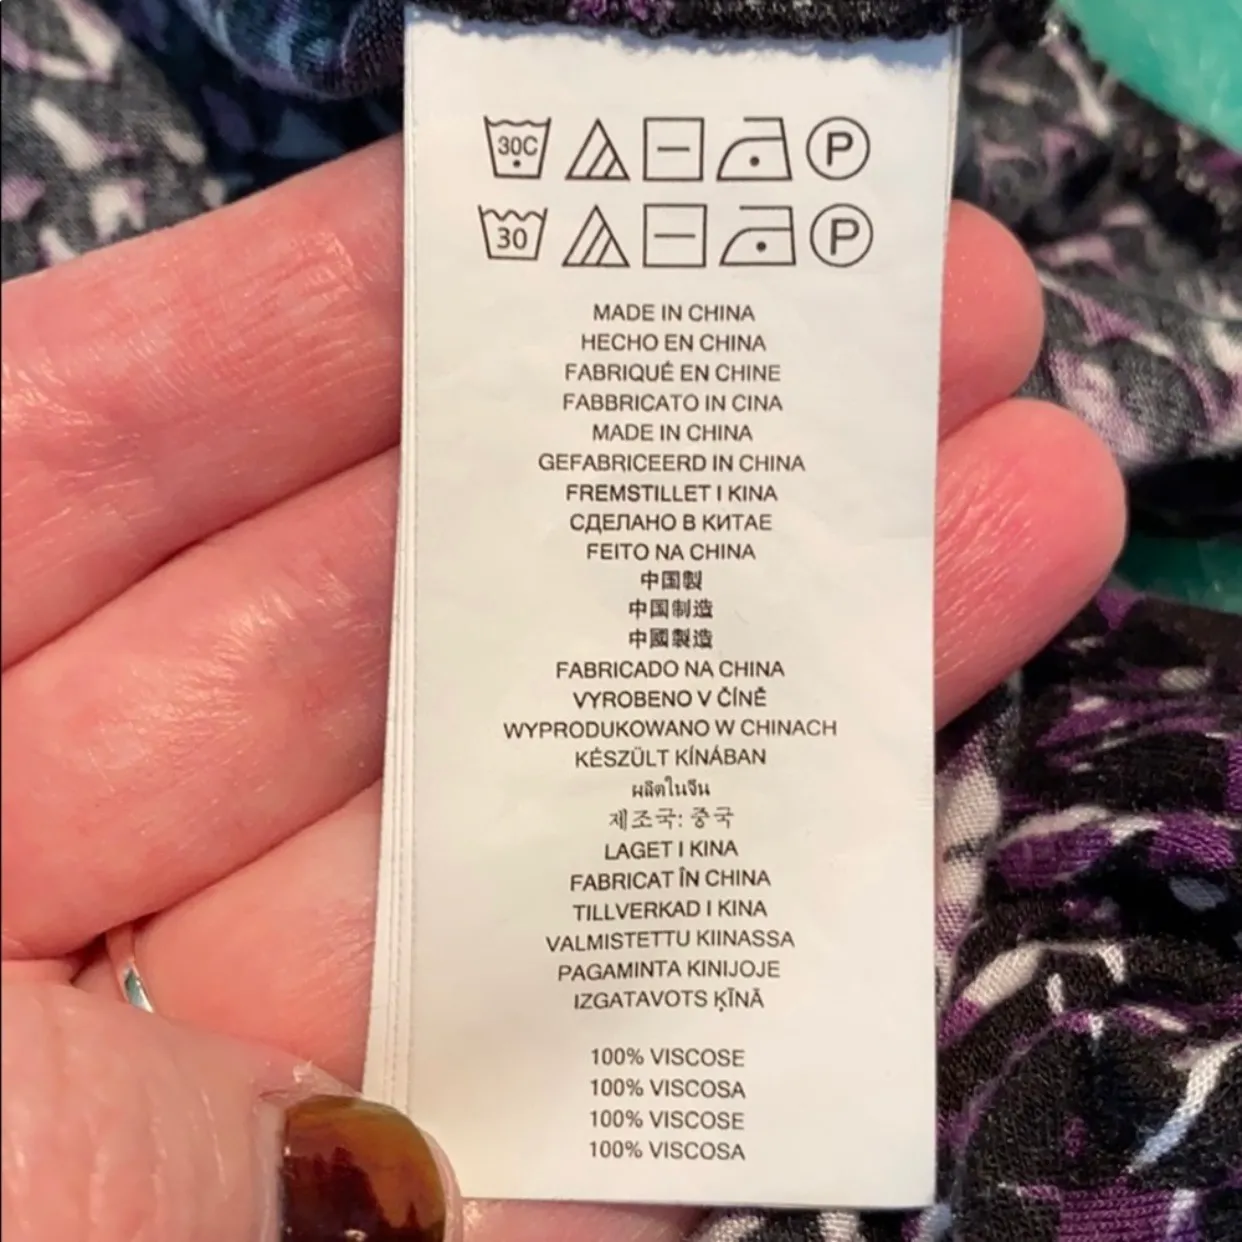 30C P
30 P
MADE IN CHINA
HECHO EN CHINA
FABRIQUÉ EN CHINE
FABBRICATO IN CINA
MADE IN CHINA
GEFABRICEERD IN CHINA
FREMSTILLET I KINA
СДЕЛАНО В КИТАЕ
FEITO NA CHINA
中国製
中国制造
中國製造
FABRICADO NA CHINA
VYROBENO V ČÍNĚ
WYPRODUKOWANO W CHINACH
KÉSZÜLT KÍNÁBAN
ผลิตในจีน
제조국: 중국
LAGET I KINA
FABRICAT ÎN CHINA
TILLVERKAD I KINA
VALMISTETTU KIINASSA
PAGAMINTA KINIJOJE
IZGATAVOTS ĶĪNĀ
100% VISCOSE
100% VISCOSA
100% VISCOSE
100% VISCOSA